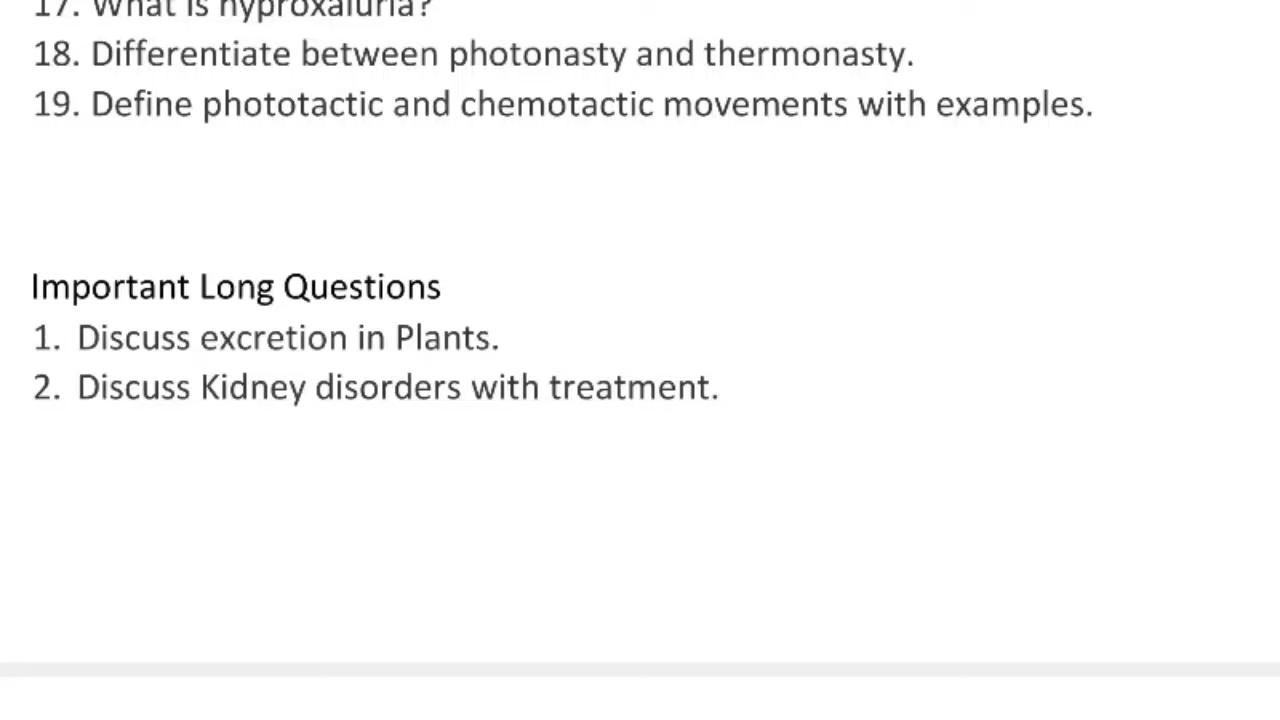 17. What is hyproxaluria?
18. Differentiate between photonasty and thermonasty.
19. Define phototactic and chemotactic movements with examples.
Important Long Questions
1. Discuss excretion in Plants.
2. Discuss Kidney disorders with treatment.